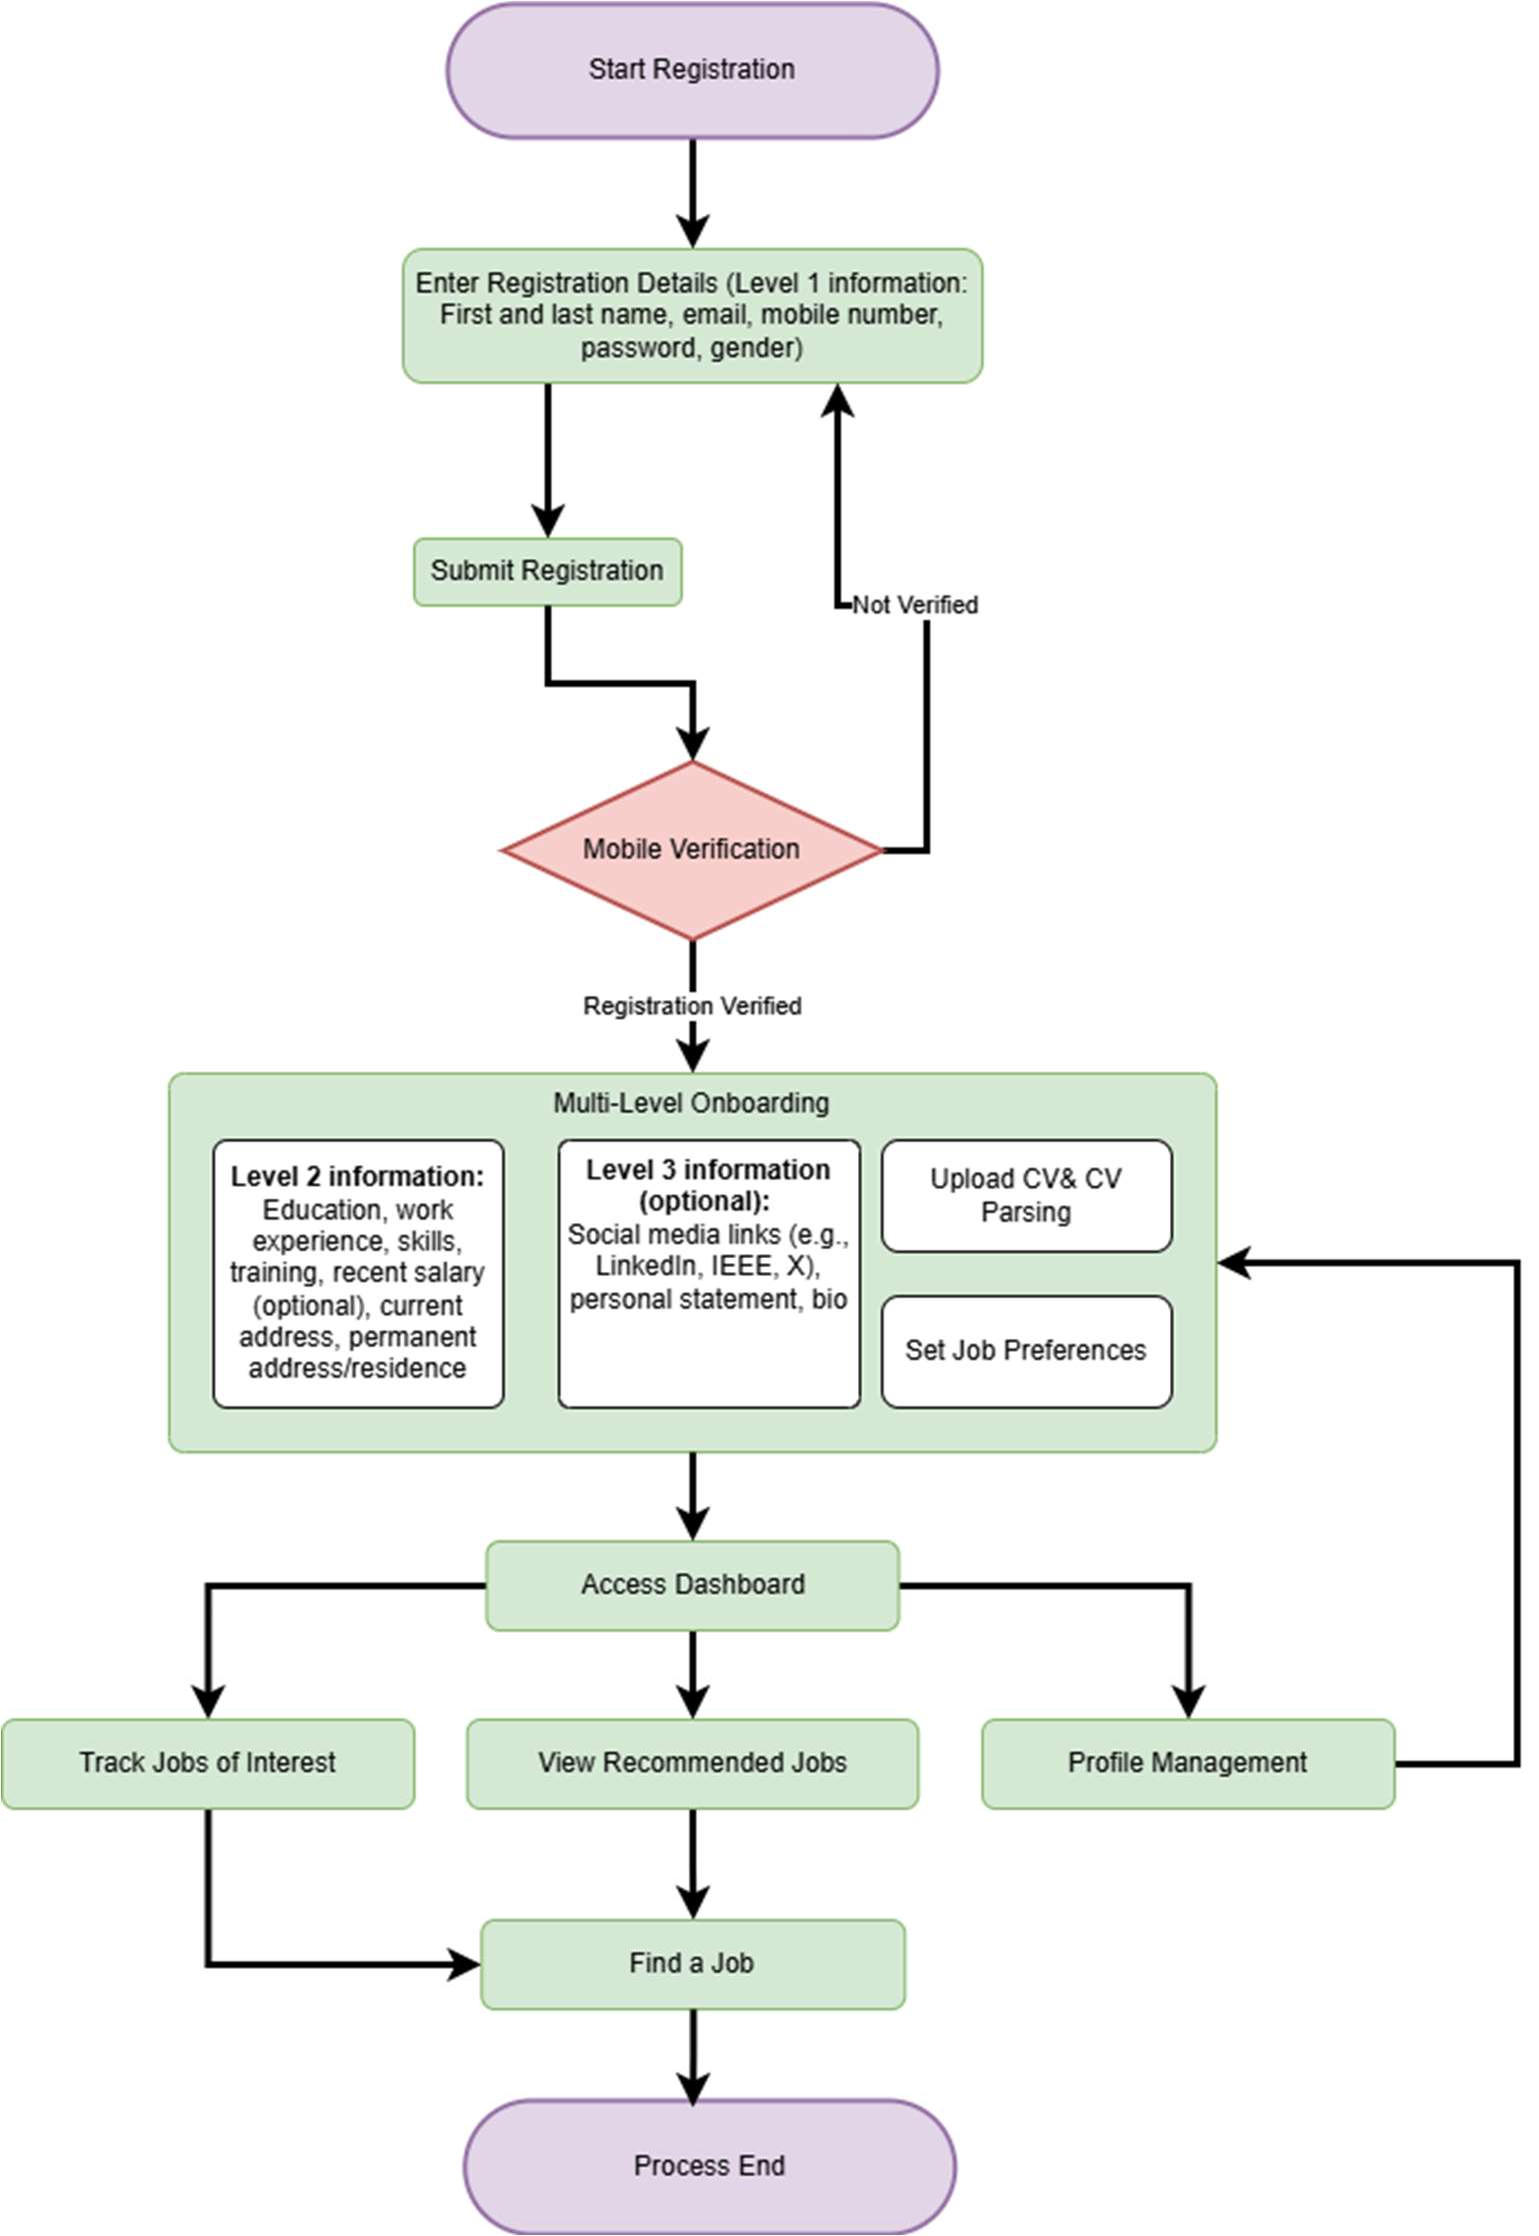 Start Registration
Enter Registration Details (Level 1 information:
First and last name, email, mobile number,
password, gender)
Submit Registration
Not Verified
Mobile Verification
Registration Verified
Multi-Level Onboarding
Level 2 information:
Education, work
experience, skills,
training, recent salary
(optional), current
address, permanent
address/residence
Level 3 information
(optional):
Social media links (e.g.,
LinkedIn, IEEE, X),
personal statement, bio
Upload CV& CV
Parsing
Set Job Preferences
Access Dashboard
Track Jobs of Interest
View Recommended Jobs
Profile Management
Find a Job
Process End